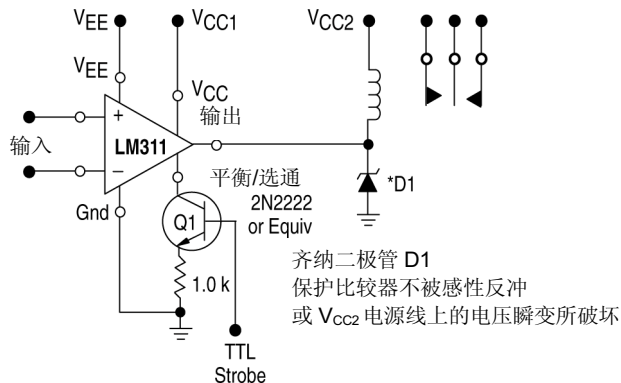 VEE
VCC1
VCC2
VEE
VCC
输出
+
LM311
输入
–
平衡/选通
*D1
2N2222
Gnd
Q1
or Equiv
1.0 k
齐纳二极管 D1
保护比较器不被感性反冲
或 VCC2 电源线上的电压瞬变所破坏
TTL
Strobe